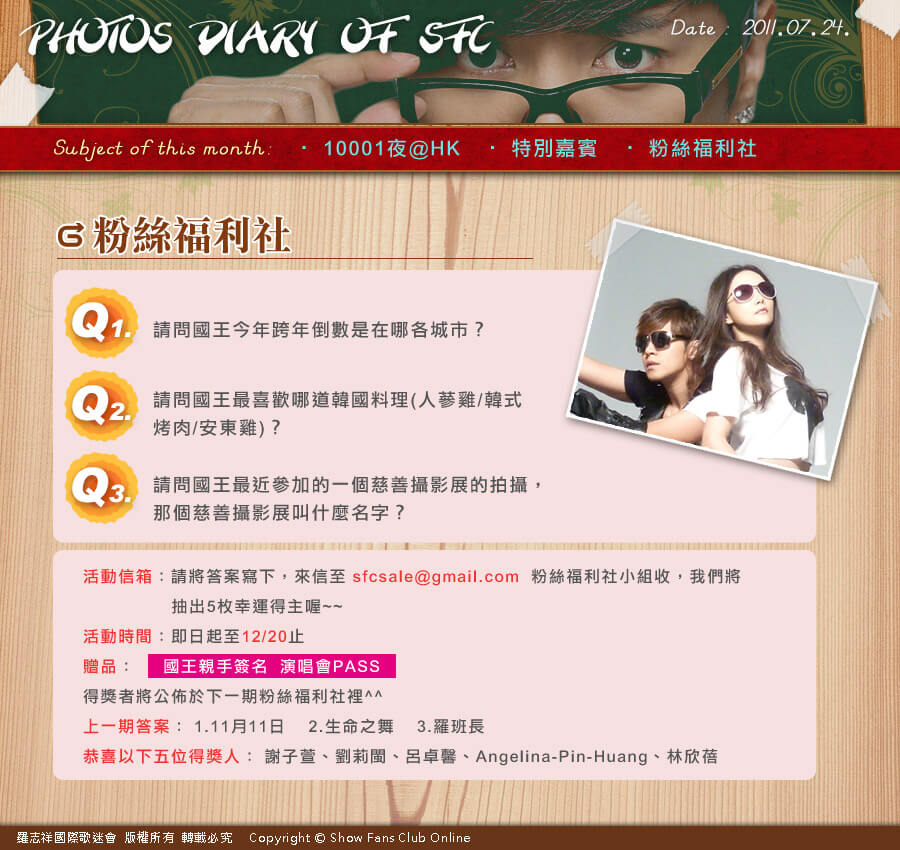 PHOTOS DIARY OF SFC
Date : 2011.07.24.
Subject of this month: ・ 10001夜@HK ・ 特別嘉賓 ・ 粉絲福利社
粉絲福利社
Q1. 請問國王今年跨年倒數是在哪各城市？
Q2. 請問國王最喜歡哪道韓國料理(人蔘雞/韓式
烤肉/安東雞)？
Q3. 請問國王最近參加的一個慈善攝影展的拍攝，
那個慈善攝影展叫什麼名字？
活動信箱：請將答案寫下，來信至 sfcsale@gmail.com 粉絲福利社小組收，我們將
抽出5枚幸運得主喔~~
活動時間：即日起至12/20止
贈品： 國王親手簽名 演唱會PASS
得獎者將公佈於下一期粉絲福利社裡^^
上一期答案： 1.11月11日 2.生命之舞 3.羅班長
恭喜以下五位得獎人： 謝子萱、劉莉閩、呂卓馨、Angelina-Pin-Huang、林欣蓓
羅志祥國際歌迷會 版權所有 轉載必究 Copyright © Show Fans Club Online